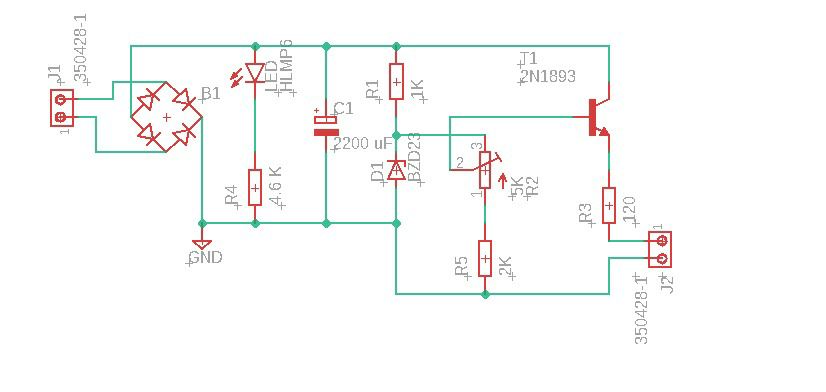 J1
350428-1
1
B1
LED
HLMP6
R4
4.6 K
GND
+
C1
2200 uF
R1
1K
D1
BZD23
3
2
1
5K
R2
R5
2K
T1
2N1893
R3
120
1
J2
350428-1